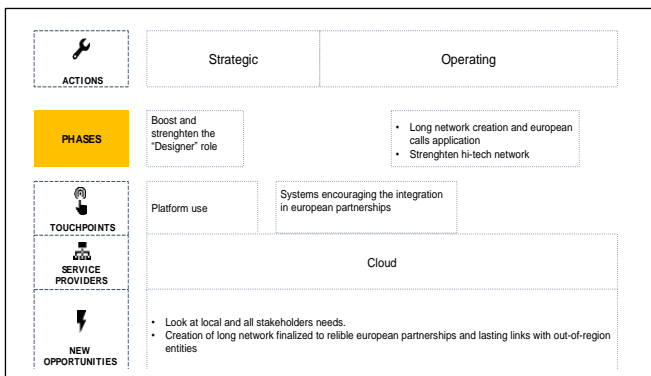 ACTIONS
Strategic
Operating
PHASES
Boost and
strenghten the
“Designer” role
• Long network creation and european
calls application
• Strenghten hi-tech network
TOUCHPOINTS
Platform use
Systems encouraging the integration
in european partnerships
SERVICE
PROVIDERS
Cloud
NEW
OPPORTUNITIES
• Look at local and all stakeholders needs.
• Creation of long network finalized to relible european partnerships and lasting links with out-of-region
entities